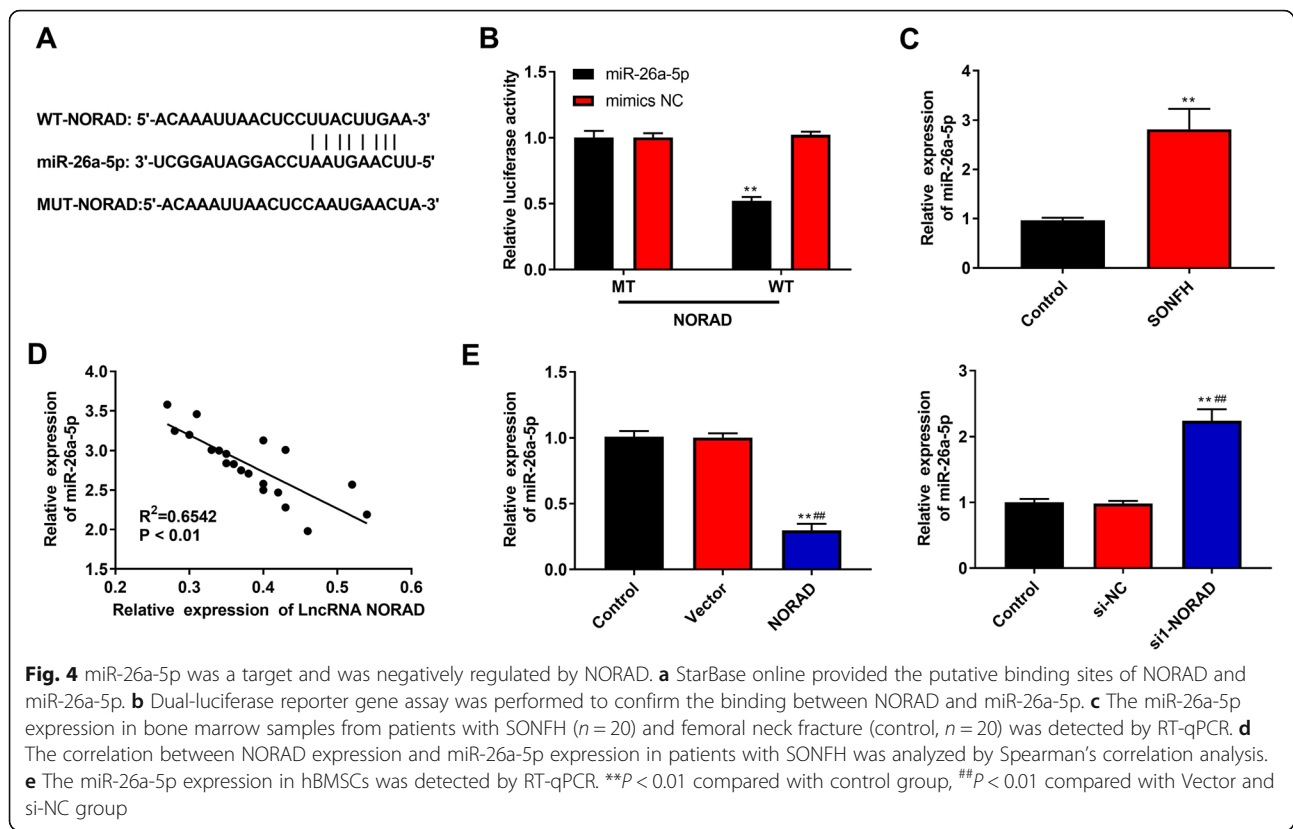 A
WT-NORAD: 5'-ACAAAUUAACUCCUUACUUGAA-3'
miR-26a-5p: 3'-UCGGAUAGGACCUAAUGAACUU-5'
MUT-NORAD:5'-ACAAAUUAACUCCAAUGAACUA-3'
B
Relative luciferase activity
1.5
1.0
0.5
0.0
miR-26a-5p
mimics NC
**
MT
WT
NORAD
C
Relative expression
of miR-26a-5p
4
3
2
1
0
**
Control
SONFH
D
Relative expression
of miR-26a-5p
4.0
3.5
3.0
2.5
2.0
1.5
R²=0.6542
P < 0.01
0.2
0.3
0.4
0.5
0.6
Relative expression of LncRNA NORAD
E
Relative expression
of miR-26a-5p
1.5
1.0
0.5
0.0
**##
Control
Vector
NORAD
Relative expression
of miR-26a-5p
3
2
1
0
**##
Control
si-NC
si1-NORAD
Fig. 4 miR-26a-5p was a target and was negatively regulated by NORAD. a StarBase online provided the putative binding sites of NORAD and
miR-26a-5p. b Dual-luciferase reporter gene assay was performed to confirm the binding between NORAD and miR-26a-5p. c The miR-26a-5p
expression in bone marrow samples from patients with SONFH (n = 20) and femoral neck fracture (control, n = 20) was detected by RT-qPCR. d
The correlation between NORAD expression and miR-26a-5p expression in patients with SONFH was analyzed by Spearman's correlation analysis.
e The miR-26a-5p expression in hBMSCs was detected by RT-qPCR. **P < 0.01 compared with control group, ##P < 0.01 compared with Vector and
si-NC group